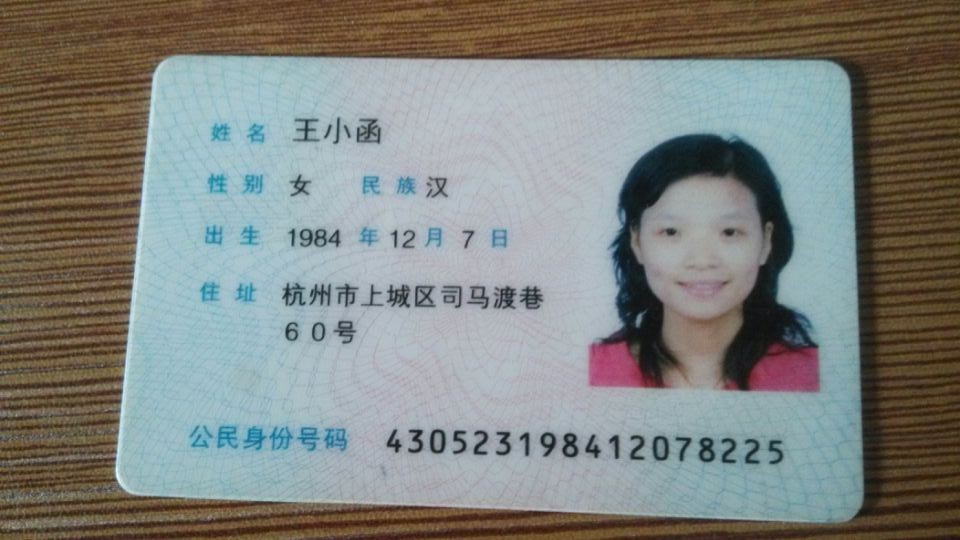 姓名 王小函
性别 女 民族 汉
出生 1984 年 12 月 7 日
住址 杭州市上城区司马渡巷
60号
公民身份号码 430523198412078225